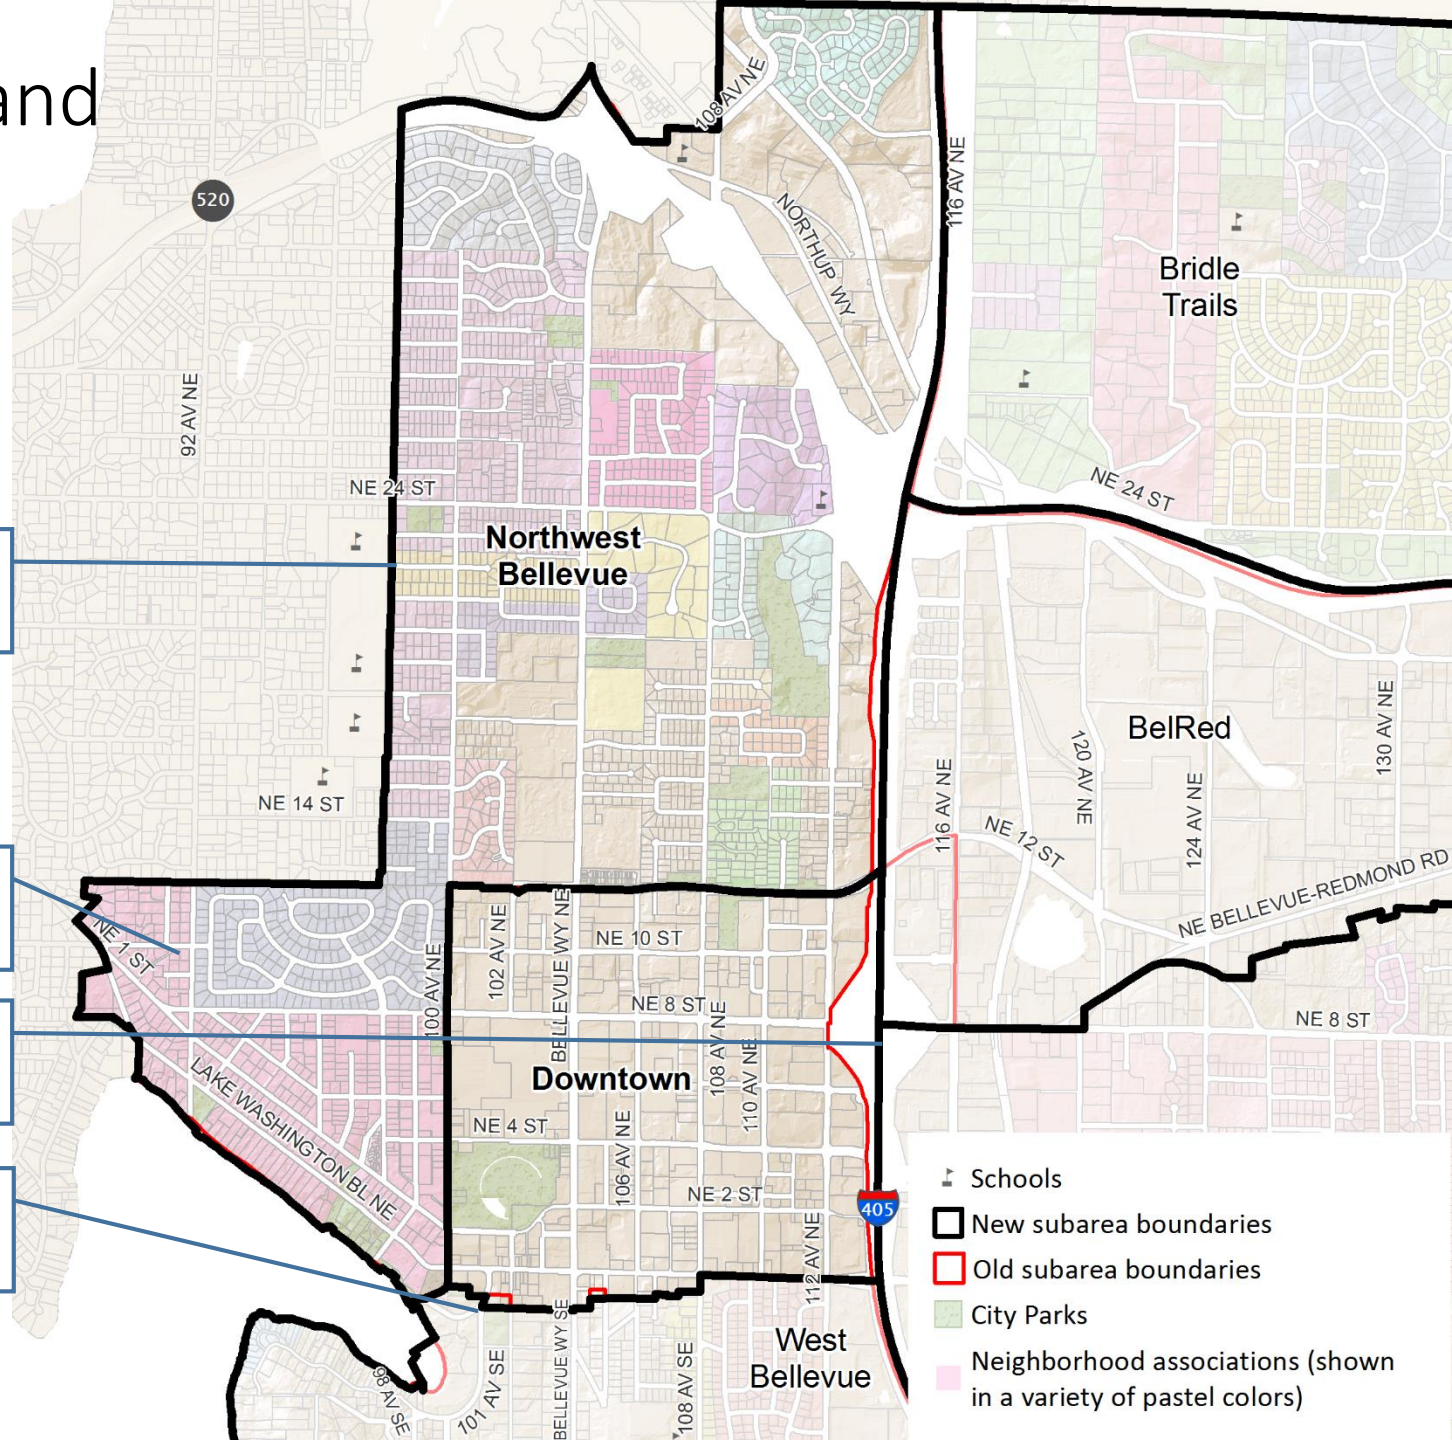 and
108 AV NE
520
116 AV NE
NORTHUP WY
Bridle
Trails
92 AV NE
NE 24 ST
NE 24 ST
Northwest
Bellevue
BelRed
130 AV NE
120 AV NE
116 AV NE
124 AV NE
NE 14 ST
NE 12 ST
NE BELLEVUE-REDMOND RD
NE 1 ST
100 AV NE
102 AV NE
BELLEVUE WY NE
NE 10 ST
NE 8 ST
108 AV NE
110 AV NE
NE 8 ST
Downtown
LAKE WASHINGTON BL NE
NE 4 ST
106 AV NE
NE 2 ST
112 AV NE
405
Schools
New subarea boundaries
Old subarea boundaries
City Parks
Neighborhood associations (shown
in a variety of pastel colors)
West
Bellevue
98 AV SE
101 AV SE
BELLEVUE WY SE
108 AV SE